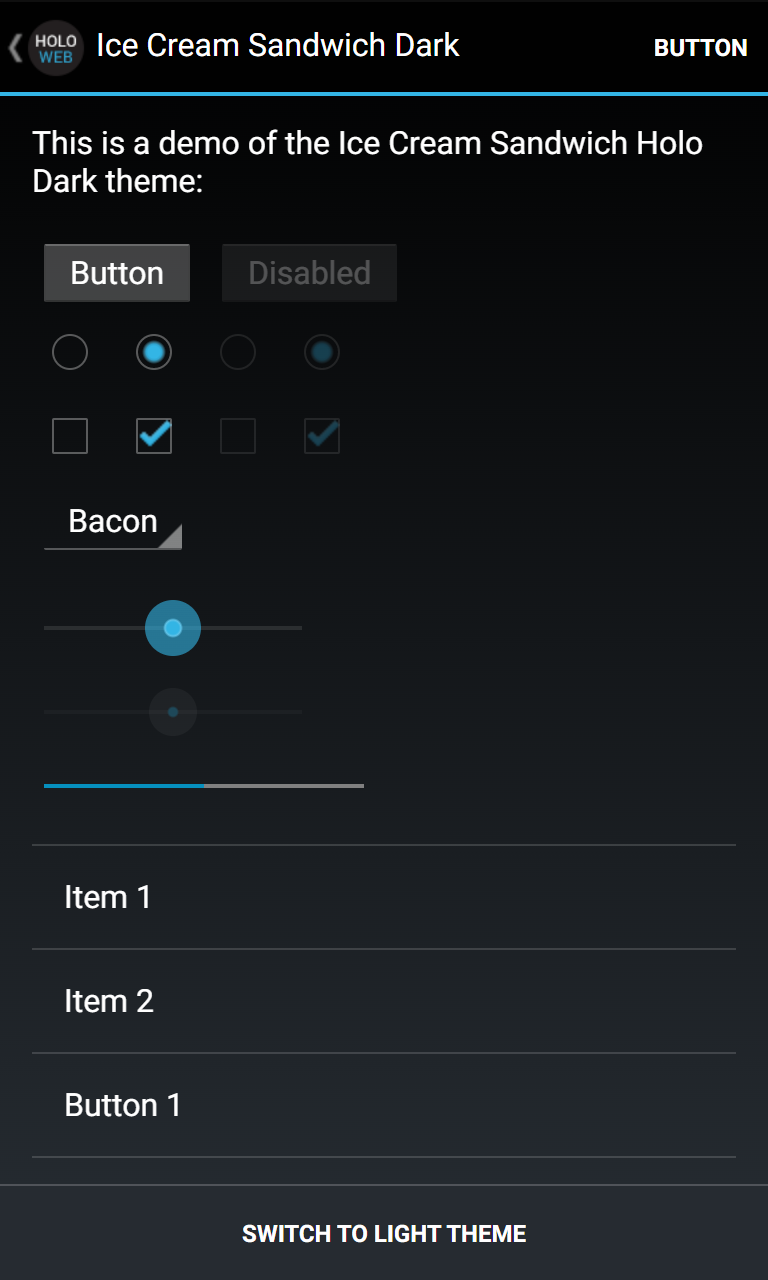 HOLO
WEB
Ice Cream Sandwich Dark
BUTTON
This is a demo of the Ice Cream Sandwich Holo
Dark theme:
Button
Disabled
Bacon
Item 1
Item 2
Button 1
SWITCH TO LIGHT THEME